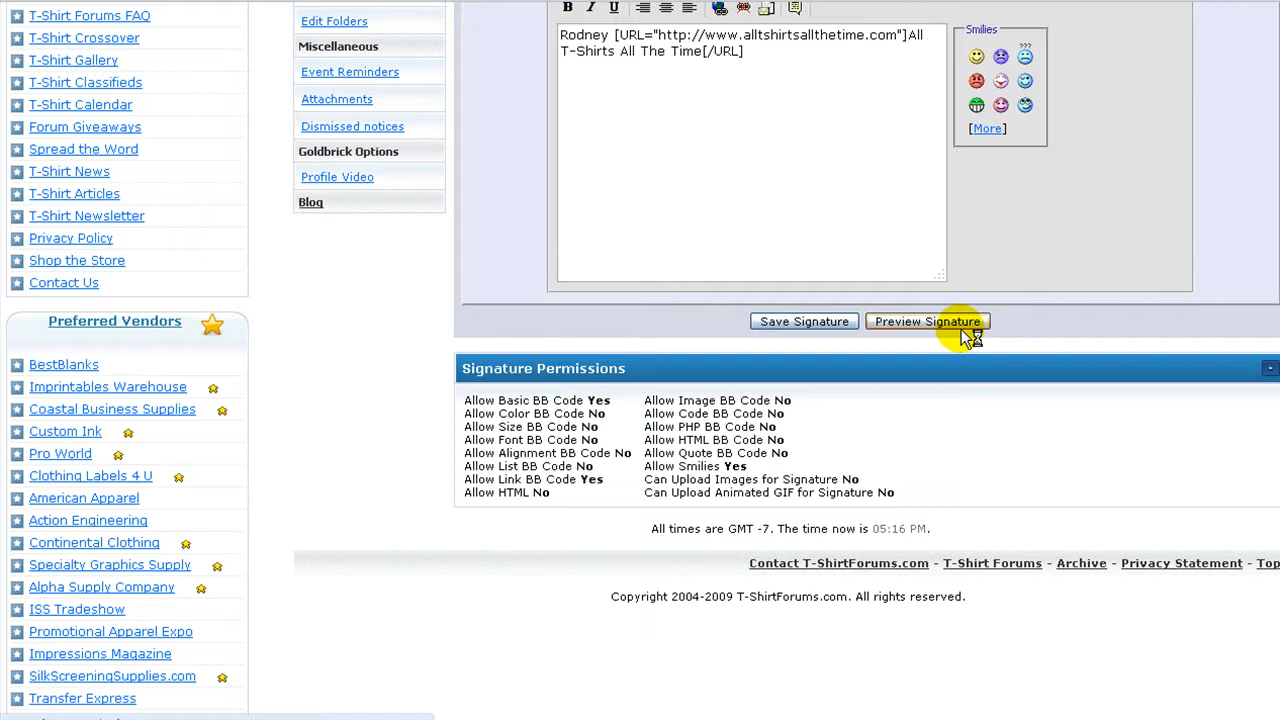 T-Shirt Forums FAQ
T-Shirt Crossover
T-Shirt Gallery
T-Shirt Classifieds
T-Shirt Calendar
Forum Giveaways
Spread the Word
T-Shirt News
T-Shirt Articles
T-Shirt Newsletter
Privacy Policy
Shop the Store
Contact Us
Preferred Vendors
BestBlanks
Imprintables Warehouse
Coastal Business Supplies
Custom Ink
Pro World
Clothing Labels 4 U
American Apparel
Action Engineering
Continental Clothing
Specialty Graphics Supply
Alpha Supply Company
ISS Tradeshow
Promotional Apparel Expo
Impressions Magazine
SilkScreeningSupplies.com
Transfer Express
Edit Folders
Miscellaneous
Event Reminders
Attachments
Dismissed notices
Goldbrick Options
Profile Video
Blog
B I U
Rodney [URL="http://www.alltshirtsallthetime.com"]All
T-Shirts All The Time[/URL]
Smilies
???
[More]
Save Signature Preview Signature
Signature Permissions
Allow Basic BB Code Yes
Allow Color BB Code No
Allow Size BB Code No
Allow Font BB Code No
Allow Alignment BB Code No
Allow List BB Code No
Allow Link BB Code Yes
Allow HTML No
Allow Image BB Code No
Allow Code BB Code No
Allow PHP BB Code No
Allow HTML BB Code No
Allow Quote BB Code No
Allow Smilies Yes
Can Upload Images for Signature No
Can Upload Animated GIF for Signature No
All times are GMT -7. The time now is 05:16 PM.
Contact T-ShirtForums.com - T-Shirt Forums - Archive - Privacy Statement - Top
Copyright 2004-2009 T-ShirtForums.com. All rights reserved.